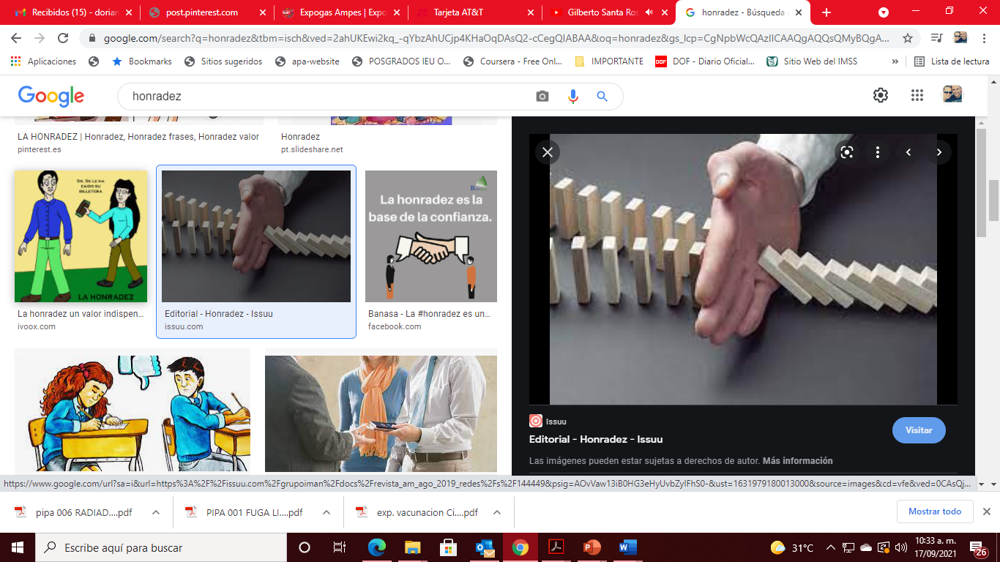 Recibidos (15) - dorian
post.pinterest.com
Expogas Ampes | Expo
Tarjeta AT&T
Gilberto Santa Ros
honradez - Búsqueda
google.com/search?q=honradez&tbm=isch&ved=2ahUKEwi2kq_-qYbzAhUCjp4KHaOqDAsQ2-cCegQIABAA&oq=honradez&gs_lcp=CgNpbWcQAzIICAAQgAQQsQMyBQgA...
Aplicaciones
Bookmarks
Sitios sugeridos
apa-website
POSGRADOS IEU O...
Coursera - Free Onl...
IMPORTANTE
DOF
DOF - Diario Oficial...
Sitio Web del IMSS
»
Lista de lectura
Google
honradez
LA HONRADEZ | Honradez, Honradez frases, Honradez valor
pinterest.es
Honradez
pt.slideshare.net
SR. SE LE HA
CAIDO SU
BILLETERA
LA HONRADEZ
La honradez un valor indispen...
ivoox.com
Editorial - Honradez - Issuu
issuu.com
La honradez es la
base de la confianza.
Banasa - La #honradez es un...
facebook.com
Issuu
Visitar
Editorial - Honradez - Issuu
Las imágenes pueden estar sujetas a derechos de autor. Más información
https://www.google.com/url?sa=i&url=https%3A%2F%2Fissuu.com%2Fgrupoiman%2Fdocs%2Frevista_am_ago_2019_redes%2Fs%2F144449&psig=AOvVaw13iB0HG3eHyUvbZyIFhS0-&ust=1631979180013000&source=images&cd=vfe&ved=0CAsQj...
pipa 006 RADIAD....pdf
PIPA 001 FUGA LI....pdf
exp. vacunacion Ci....pdf
Mostrar todo
Escribe aquí para buscar
31°C
10:33 a. m.
17/09/2021
26